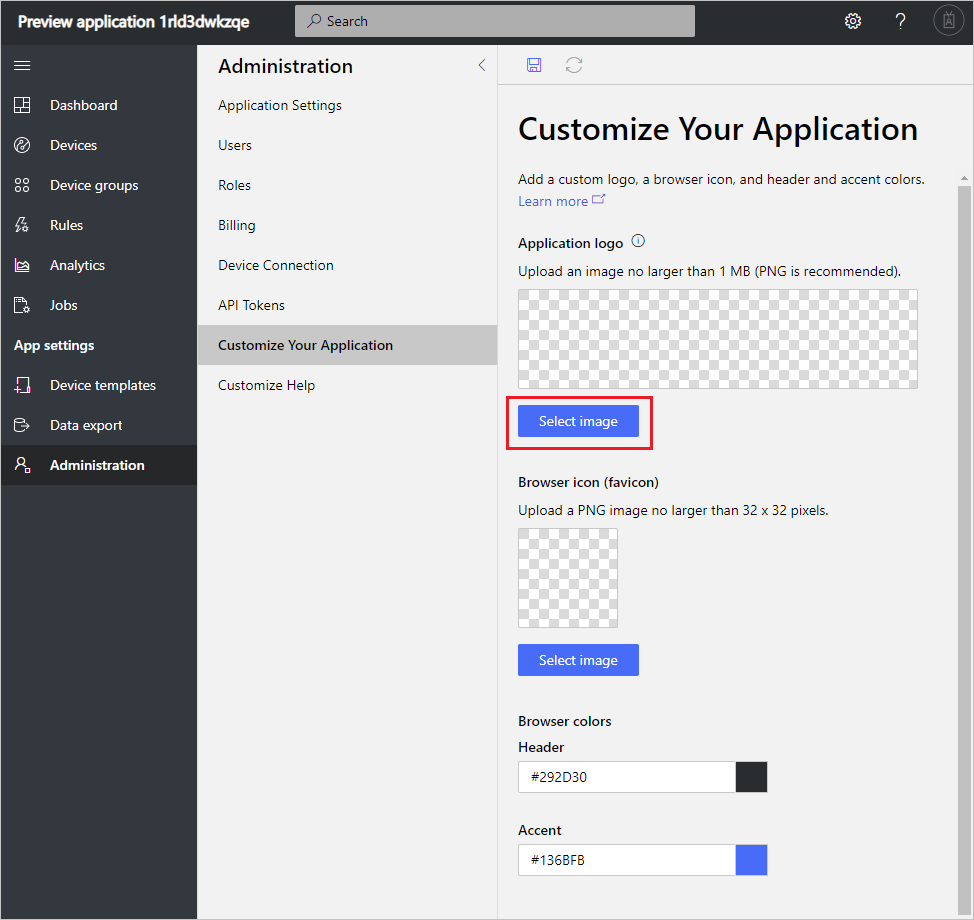 Preview application 1rld3dwkzqe
Search
?
A
Dashboard
Devices
Device groups
Rules
Analytics
Jobs
App settings
Device templates
Data export
Administration
Administration
Application Settings
Users
Roles
Billing
Device Connection
API Tokens
Customize Your Application
Customize Help
Customize Your Application
Add a custom logo, a browser icon, and header and accent colors.
Learn more
Application logo
Upload an image no larger than 1 MB (PNG is recommended).
Select image
Browser icon (favicon)
Upload a PNG image no larger than 32 x 32 pixels.
Select image
Browser colors
Header
#292D30
Accent
#136BFB